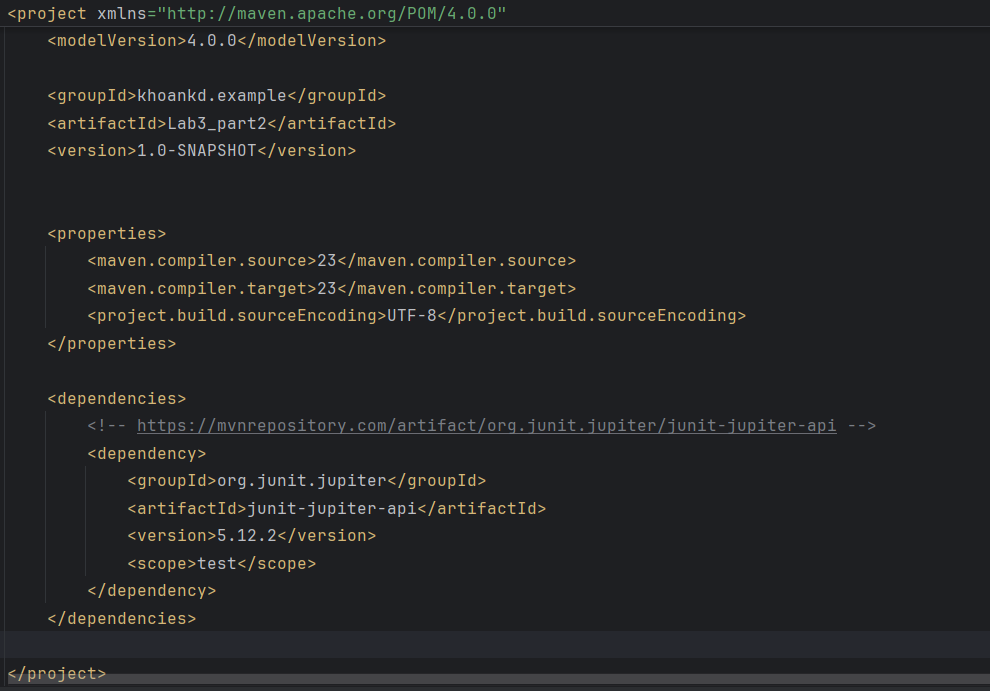 <project xmlns="http://maven.apache.org/POM/4.0.0"
<modelVersion>4.0.0</modelVersion>
<groupId>khoankd.example</groupId>
<artifactId>Lab3_part2</artifactId>
<version>1.0-SNAPSHOT</version>
<properties>
<maven.compiler.source>23</maven.compiler.source>
<maven.compiler.target>23</maven.compiler.target>
<project.build.sourceEncoding>UTF-8</project.build.sourceEncoding>
</properties>
<dependencies>
<!-- https://mvnrepository.com/artifact/org.junit.jupiter/junit-jupiter-api -->
<dependency>
<groupId>org.junit.jupiter</groupId>
<artifactId>junit-jupiter-api</artifactId>
<version>5.12.2</version>
<scope>test</scope>
</dependency>
</dependencies>
</project>